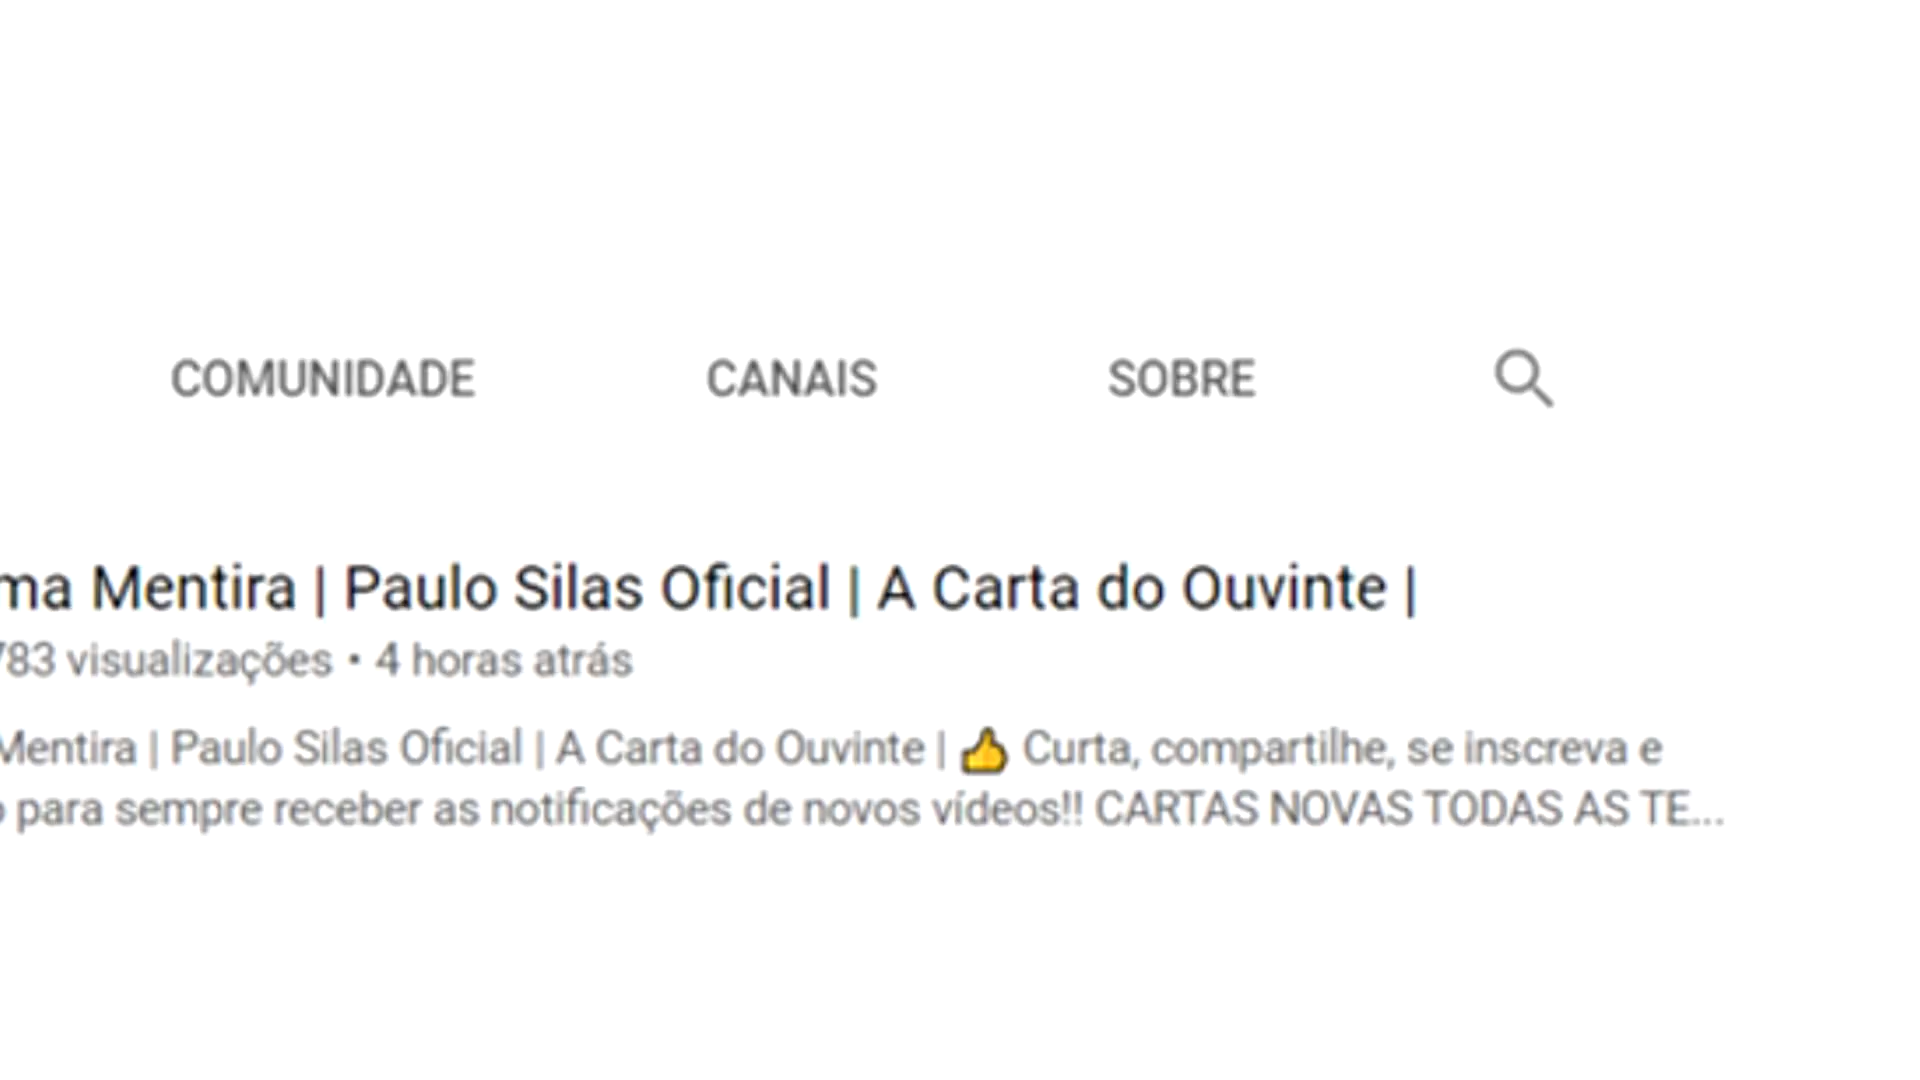 COMUNIDADE CANAIS SOBRE
ma Mentira | Paulo Silas Oficial | A Carta do Ouvinte |
783 visualizações • 4 horas atrás
Mentira | Paulo Silas Oficial | A Carta do Ouvinte | 👍 Curta, compartilhe, se inscreva e
o para sempre receber as notificações de novos vídeos!! CARTAS NOVAS TODAS AS TE...